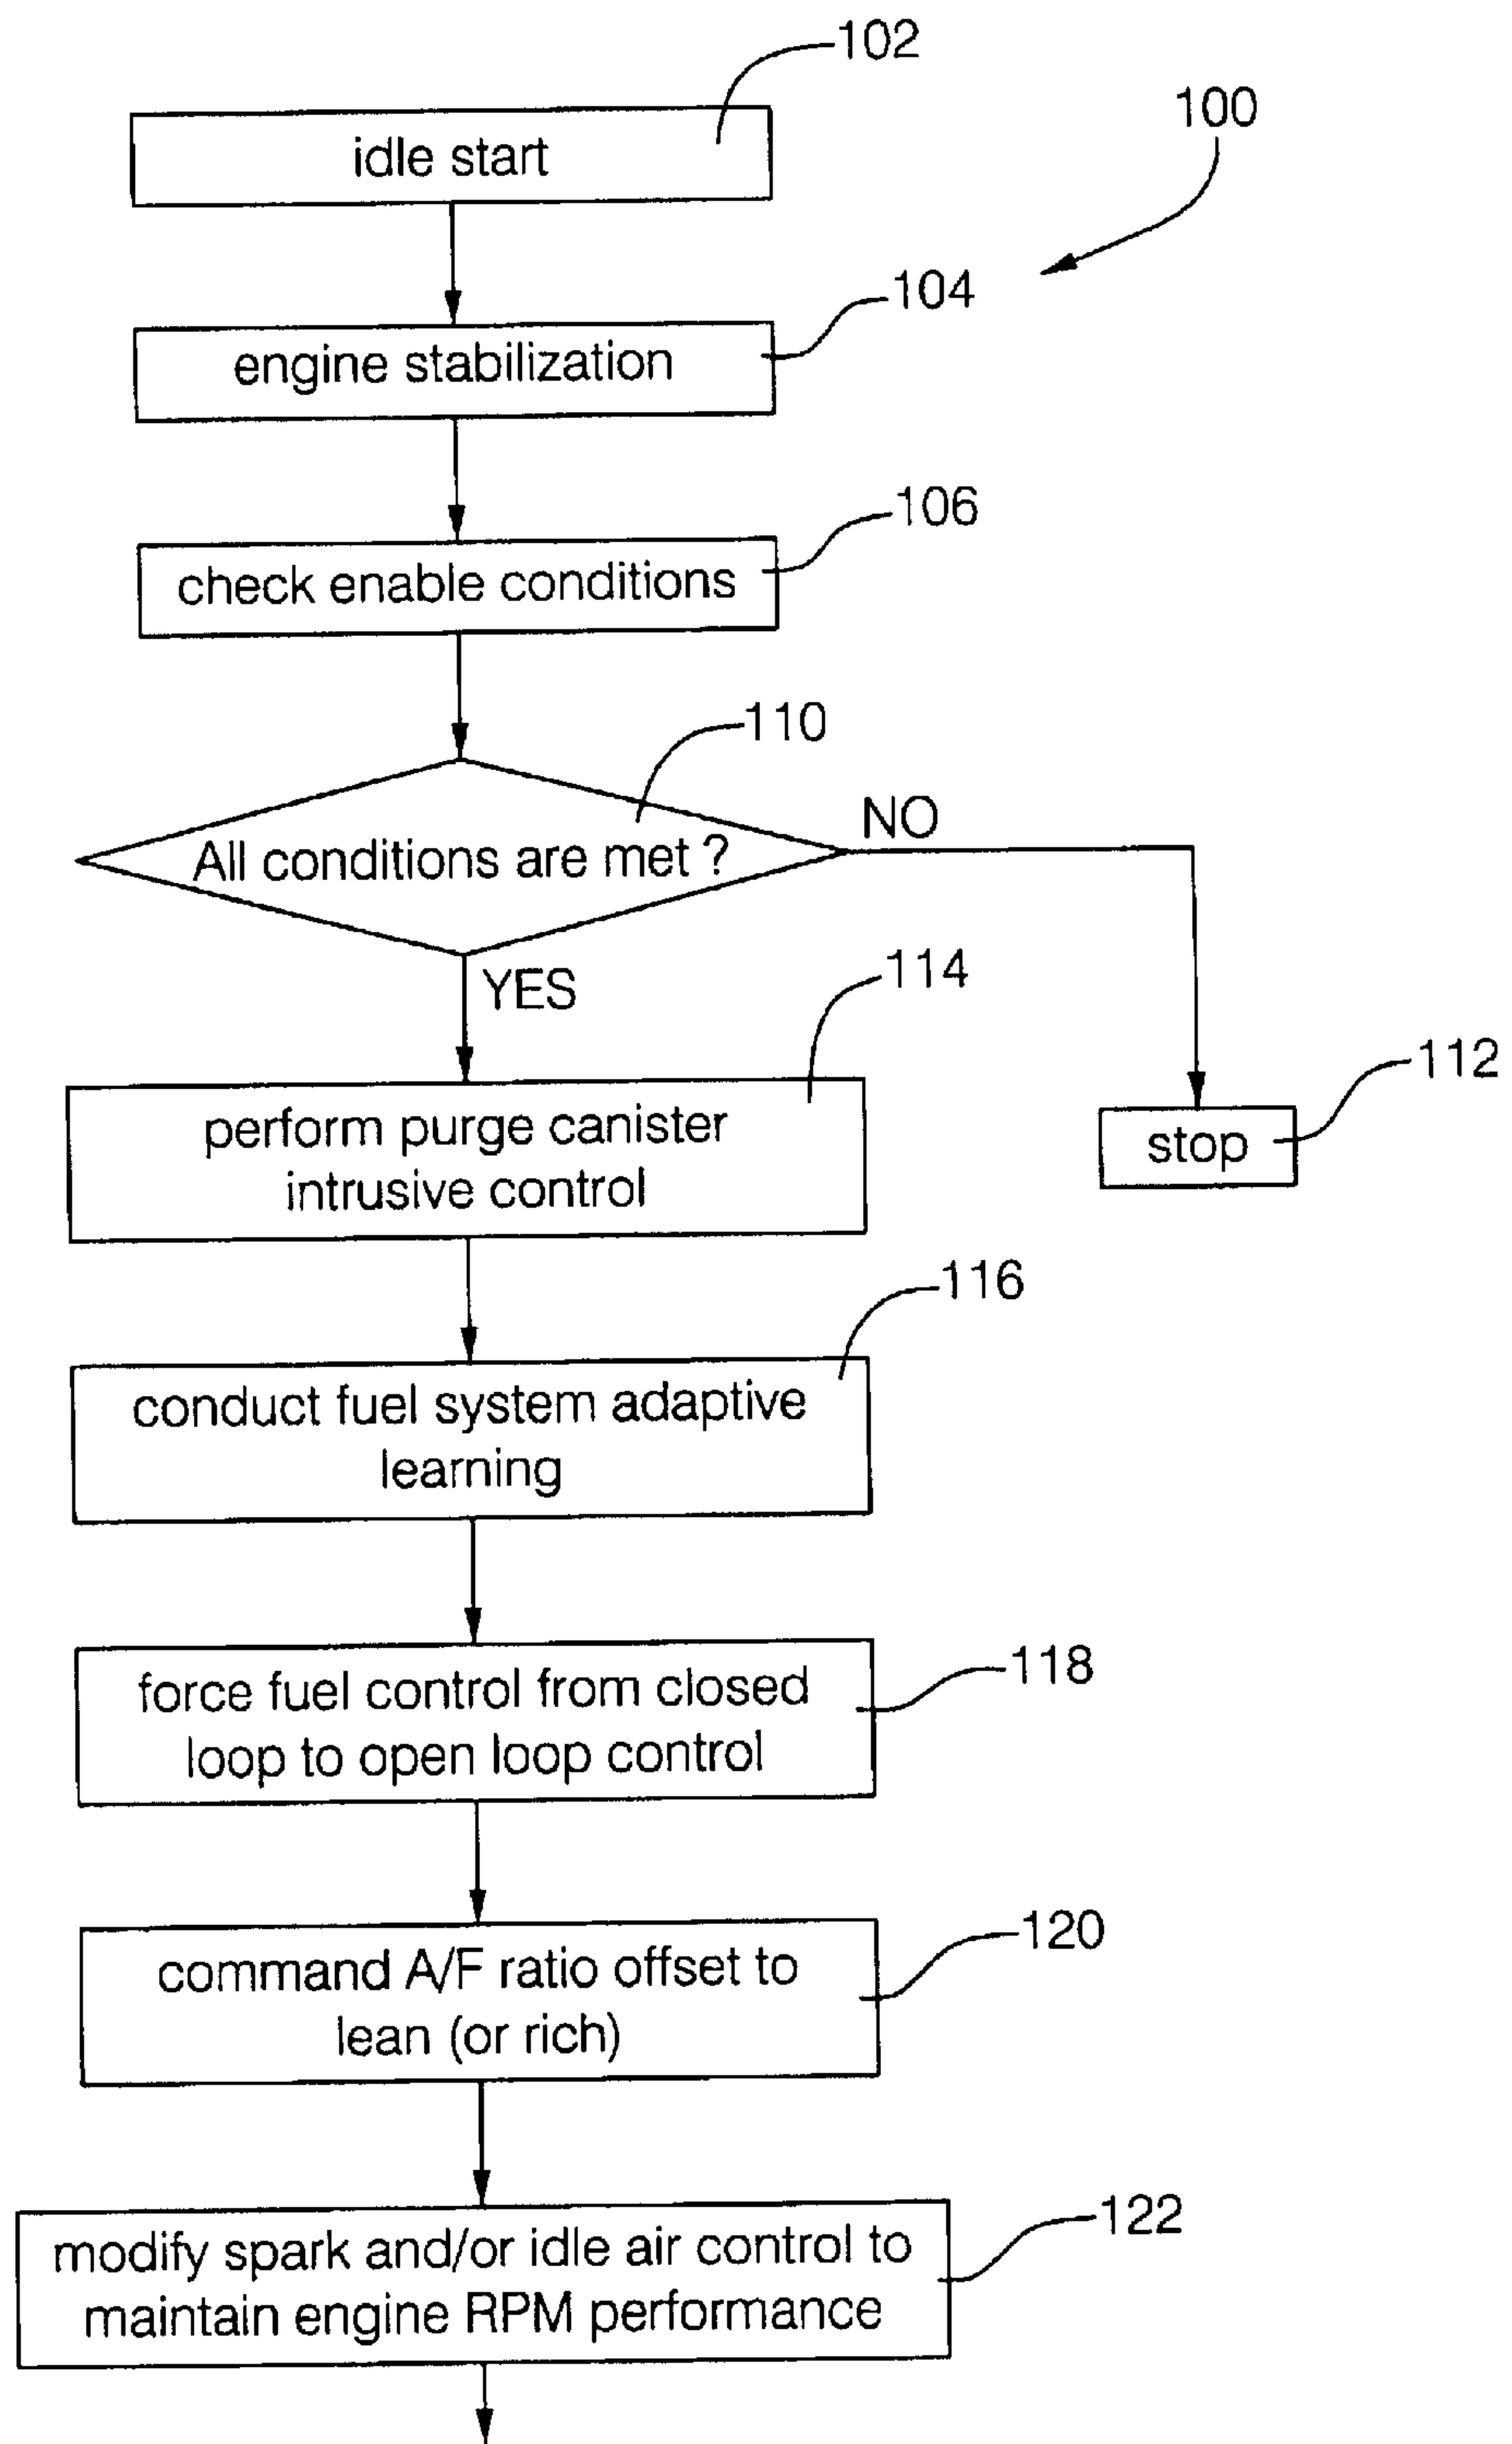 102
100
idle start
104
engine stabilization
106
check enable conditions
110
NO
All conditions are met ?
YES
114
112
stop
perform purge canister
intrusive control
116
conduct fuel system adaptive
learning
118
force fuel control from closed
loop to open loop control
120
command A/F ratio offset to
lean (or rich)
122
modify spark and/or idle air control to
maintain engine RPM performance